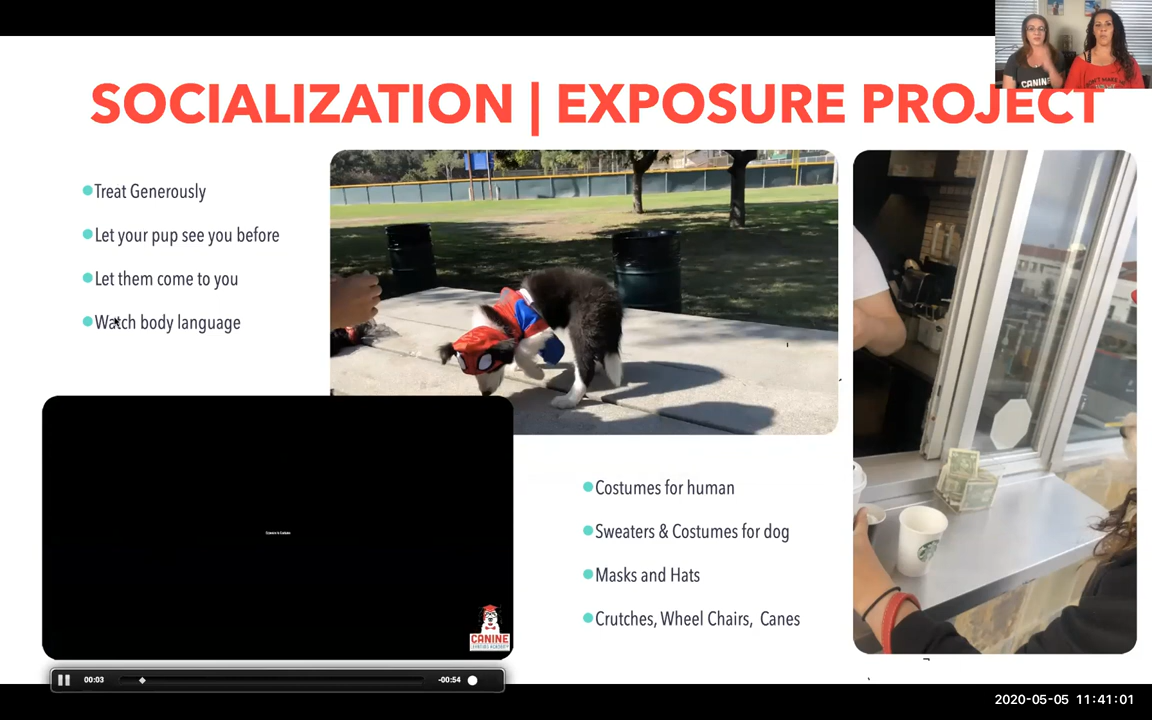 SOCIALIZATION | EXPOSURE PROJECT
Treat Generously
Let your pup see you before
Let them come to you
Watch body language
Costumes for human
Sweaters & Costumes for dog
Masks and Hats
Crutches, Wheel Chairs, Canes
CANINE
CANINE
00:03
-00:54
2020-05-05 11:41:01